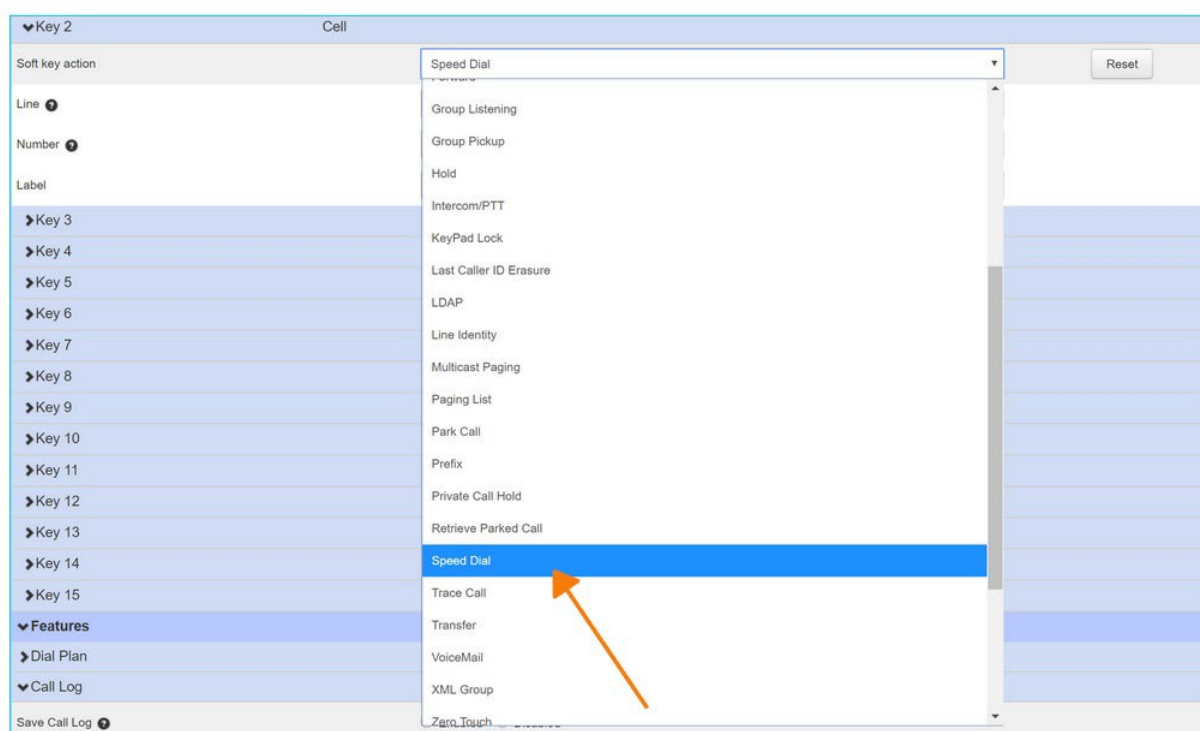 Key 2 Cell
Soft key action Speed Dial Reset
Forward
Line
Group Listening
Number
Group Pickup
Hold
Label
Intercom/PTT
Key 3
KeyPad Lock
Key 4
Last Caller ID Erasure
Key 5
LDAP
Key 6
Line Identity
Key 7
Multicast Paging
Key 8
Paging List
Key 9
Park Call
Key 10
Prefix
Key 11
Private Call Hold
Key 12
Retrieve Parked Call
Key 13
Speed Dial
Key 14
Trace Call
Key 15
Transfer
Features
VoiceMail
Dial Plan
XML Group
Call Log
Save Call Log Zero Touch